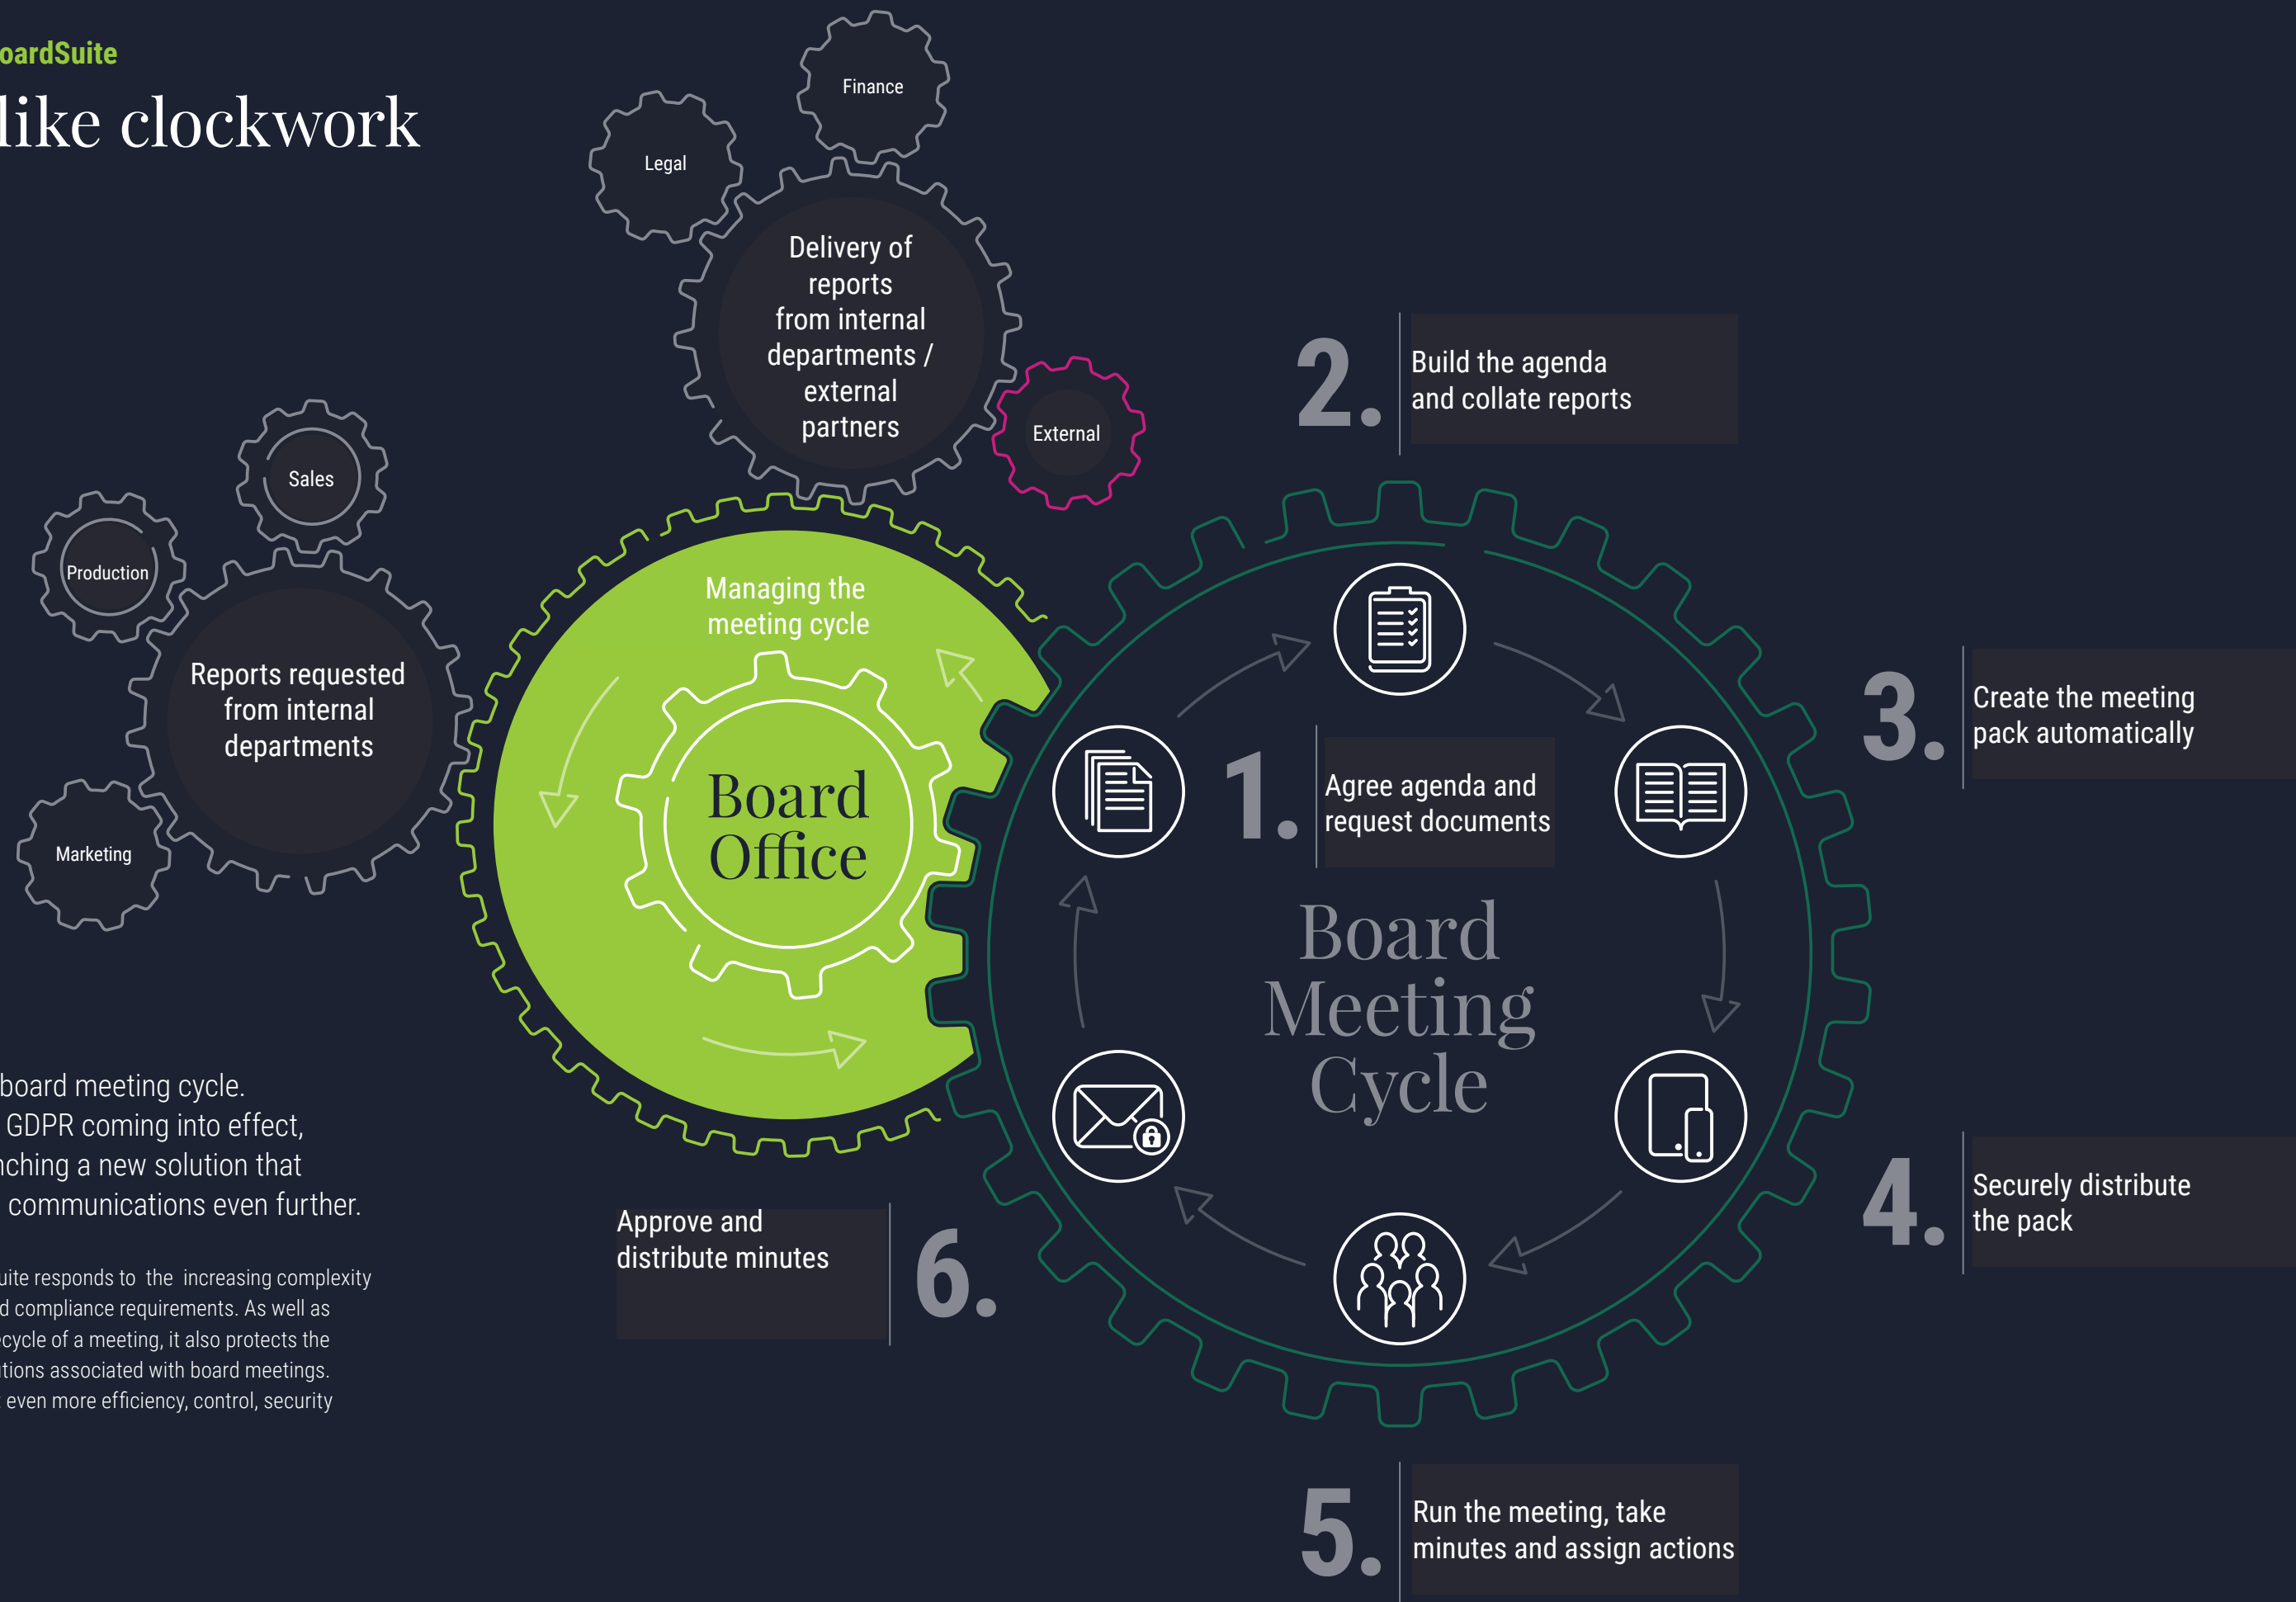 oardSuite
like clockwork
Finance
Legal
Delivery of
reports
from internal
departments /
external
partners
External
Sales
Production
Reports requested
from internal
departments
Marketing
Managing the
meeting cycle
Board
Office
1.
Agree agenda and
request documents
2.
Build the agenda
and collate reports
3.
Create the meeting
pack automatically
4.
Securely distribute
the pack
5.
Run the meeting, take
minutes and assign actions
6.
Approve and
distribute minutes
Board
Meeting
Cycle
board meeting cycle.
GDPR coming into effect,
nching a new solution that
communications even further.
uite responds to the increasing complexity
d compliance requirements. As well as
ecycle of a meeting, it also protects the
tions associated with board meetings.
even more efficiency, control, security